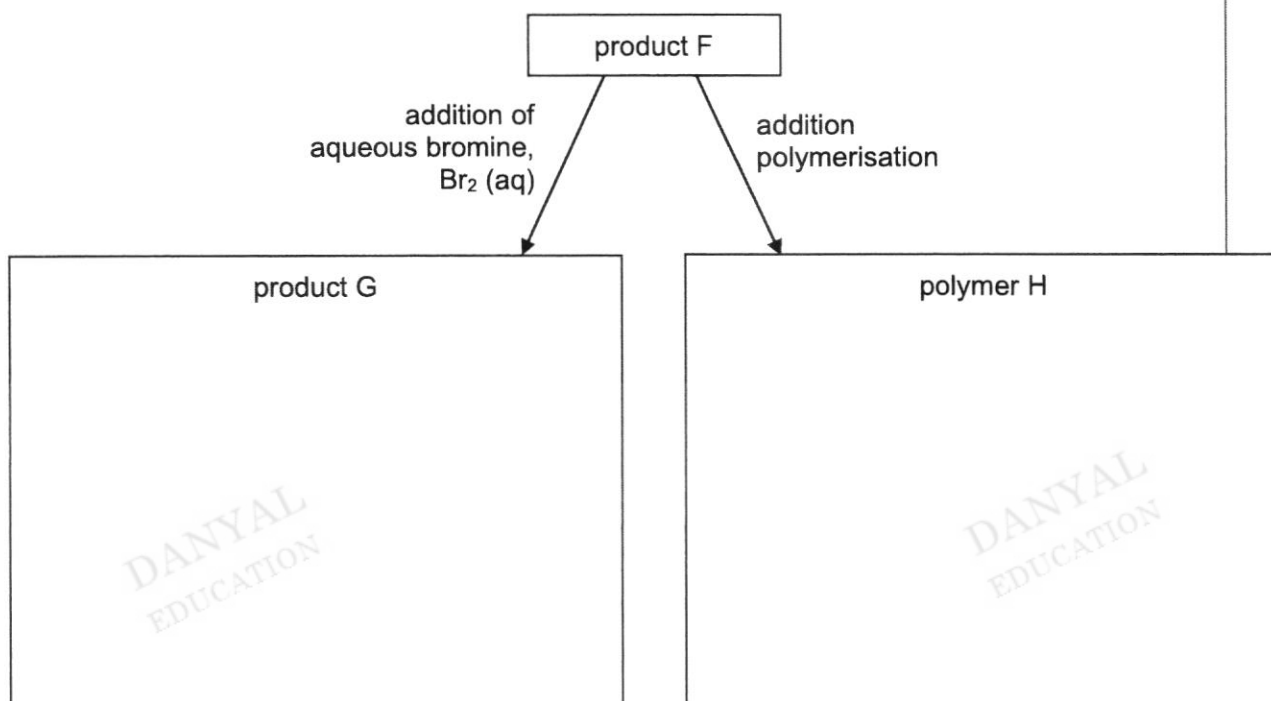 product F
addition of
aqueous bromine,
Br₂ (aq)
addition
polymerisation
product G
polymer H
DANYAL
EDUCATION
DANYAL
EDUCATION